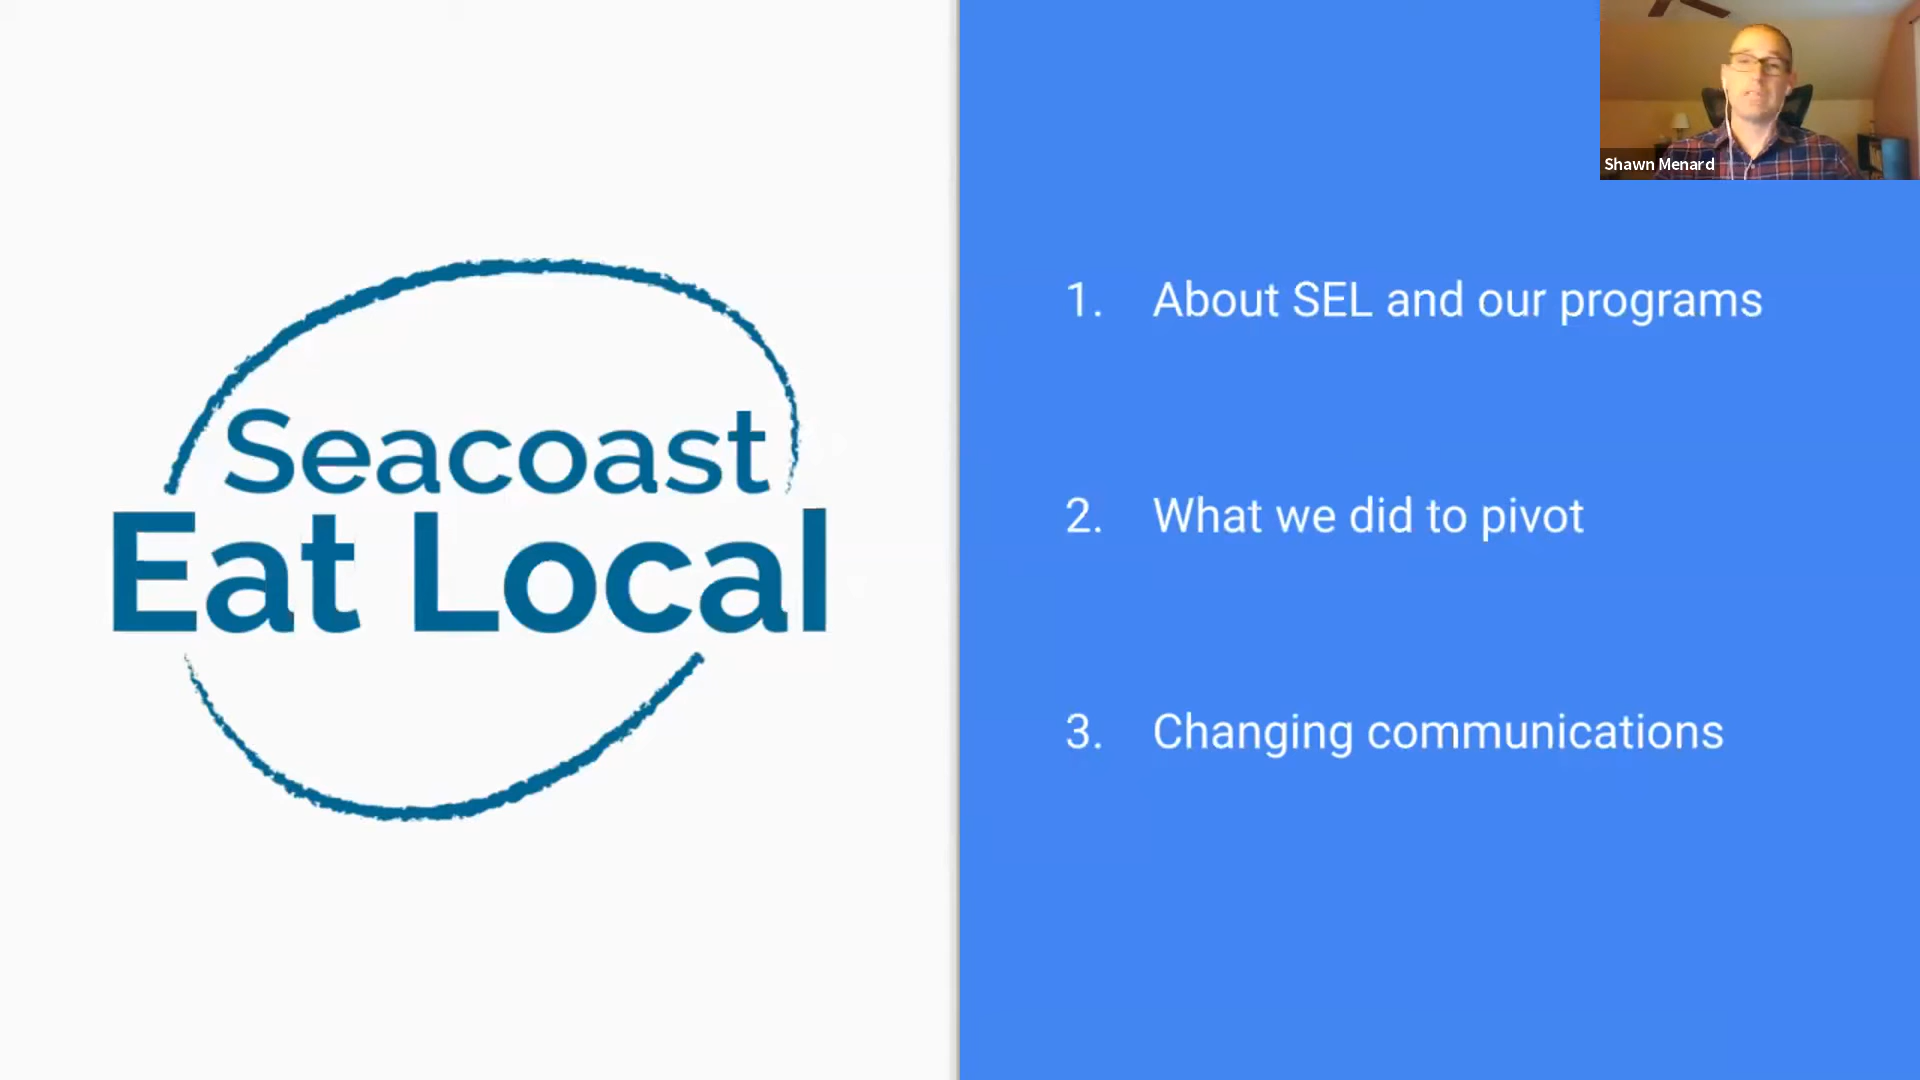 Shawn Menard
Seacoast
Eat Local
1. About SEL and our programs
2. What we did to pivot
3. Changing communications